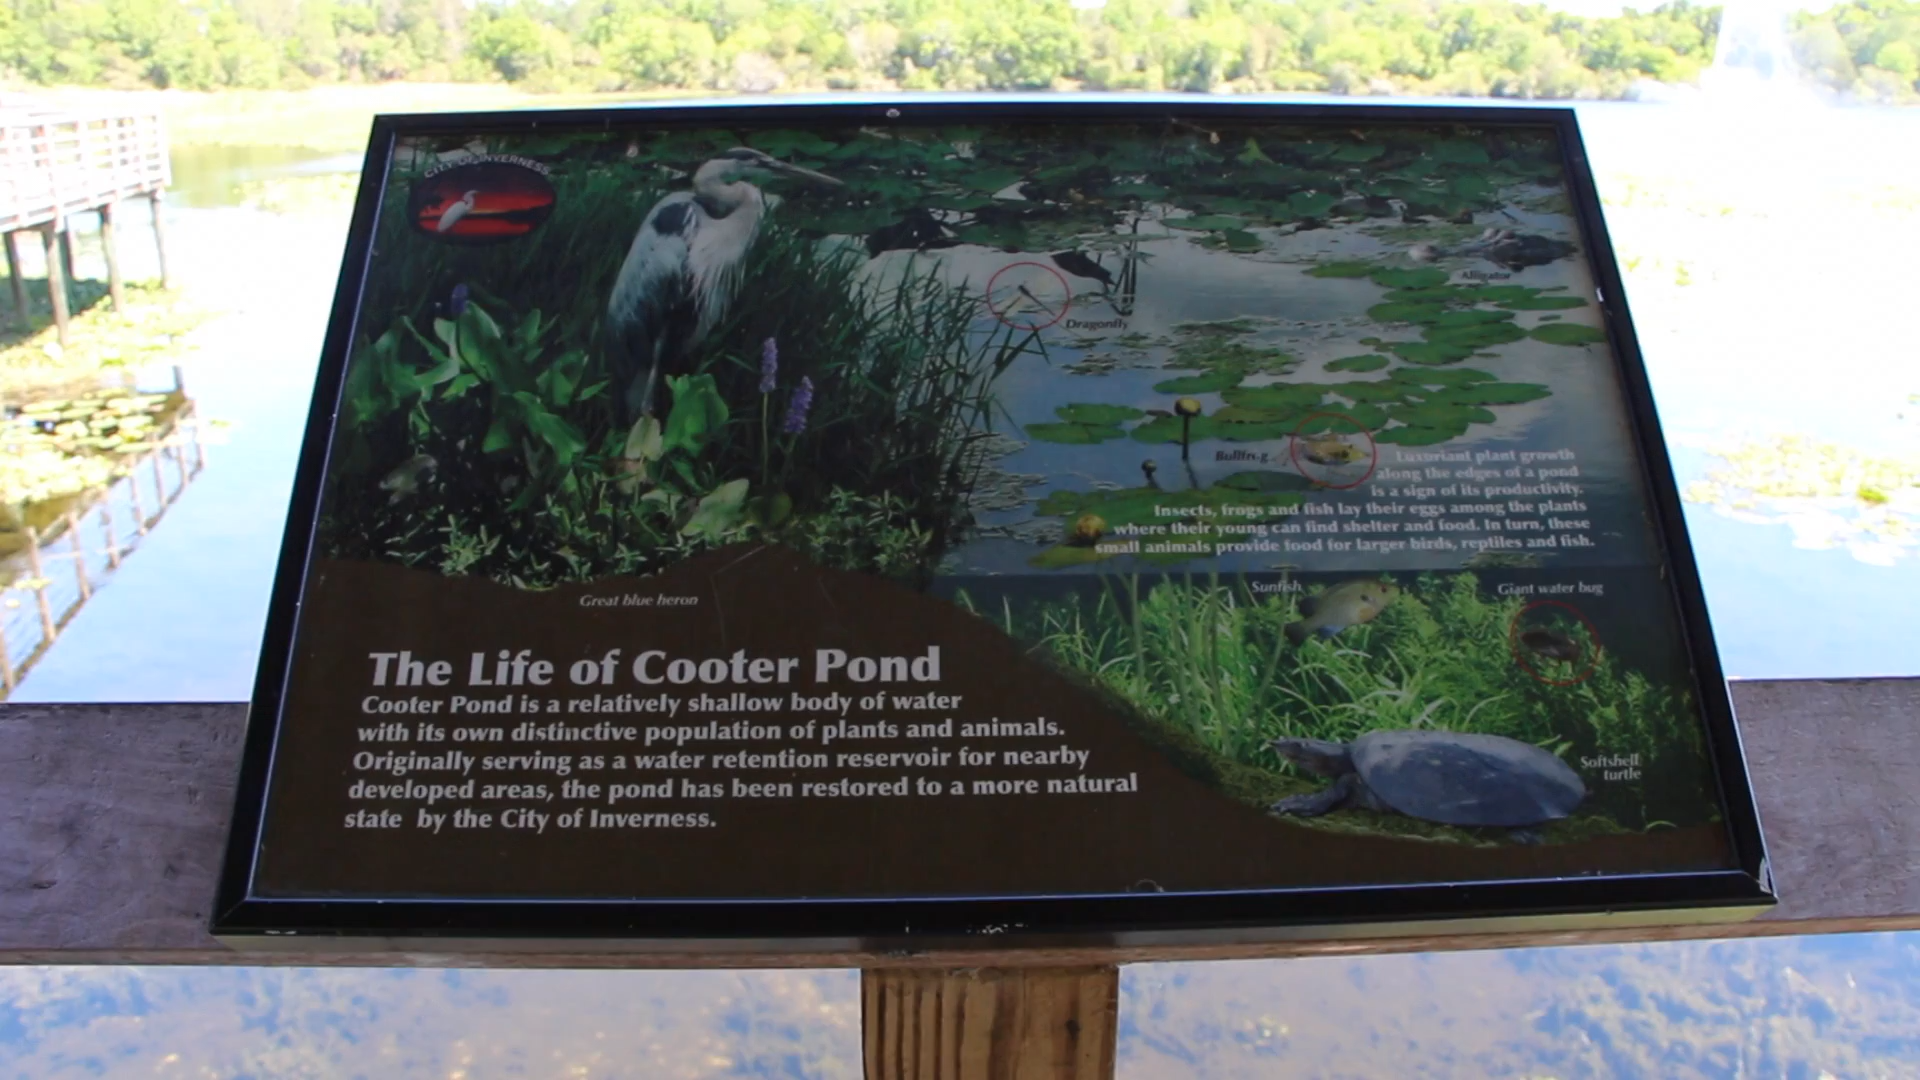 CITY OF INVERNESS
Alligator
Dragonfly
Bullfrog
Luxuriant plant growth
along the edges of a pond
is a sign of its productivity.
Insects, frogs and fish lay their eggs among the plants
where their young can find shelter and food. In turn, these
small animals provide food for larger birds, reptiles and fish.
Great blue heron
Sunfish
Giant water bug
Softshell
turtle
The Life of Cooter Pond
Cooter Pond is a relatively shallow body of water
with its own distinctive population of plants and animals.
Originally serving as a water retention reservoir for nearby
developed areas, the pond has been restored to a more natural
state by the City of Inverness.